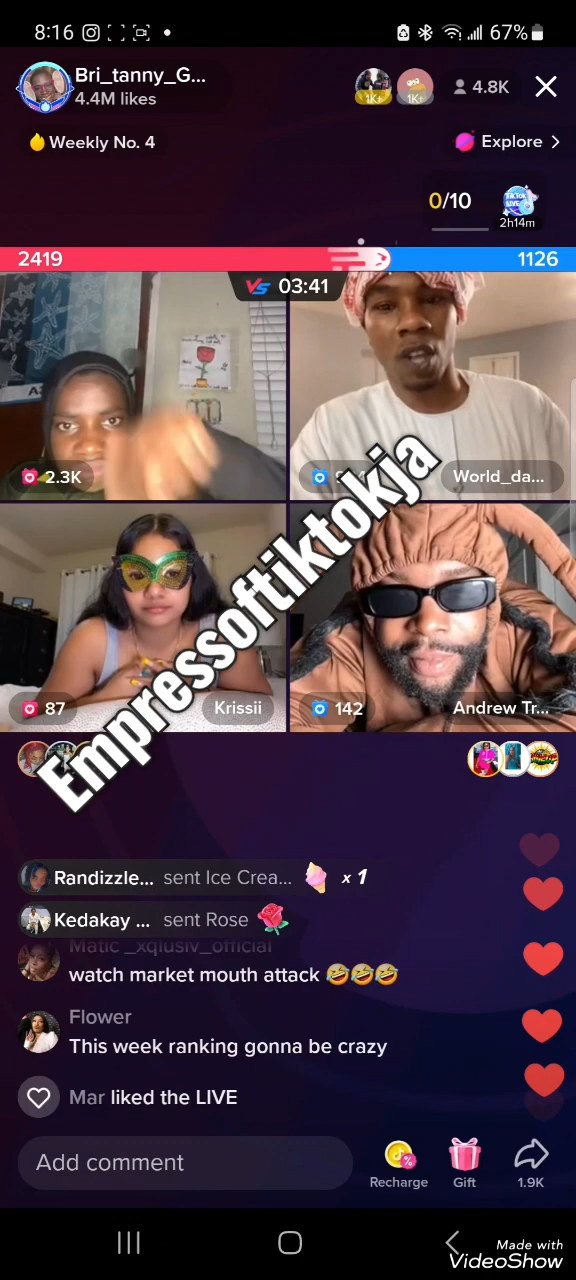 8:16
67%
Bri_tanny_G...
4.4M likes
1K+
1K+
4.8K
Weekly No. 4
Explore
0/10
TikTok
LIVE
2h14m
2419
1126
VS 03:41
2.3K
World_da...
87
Krissii
142
Andrew Tr...
Empressoftiktokja
Randizzle... sent Ice Crea... x 1
Kedakay ... sent Rose
Matic _xqlusiv_official
watch market mouth attack 🤣🤣🤣
Flower
This week ranking gonna be crazy
Mar liked the LIVE
Add comment
Recharge
Gift
1.9K
Made with
VideoShow